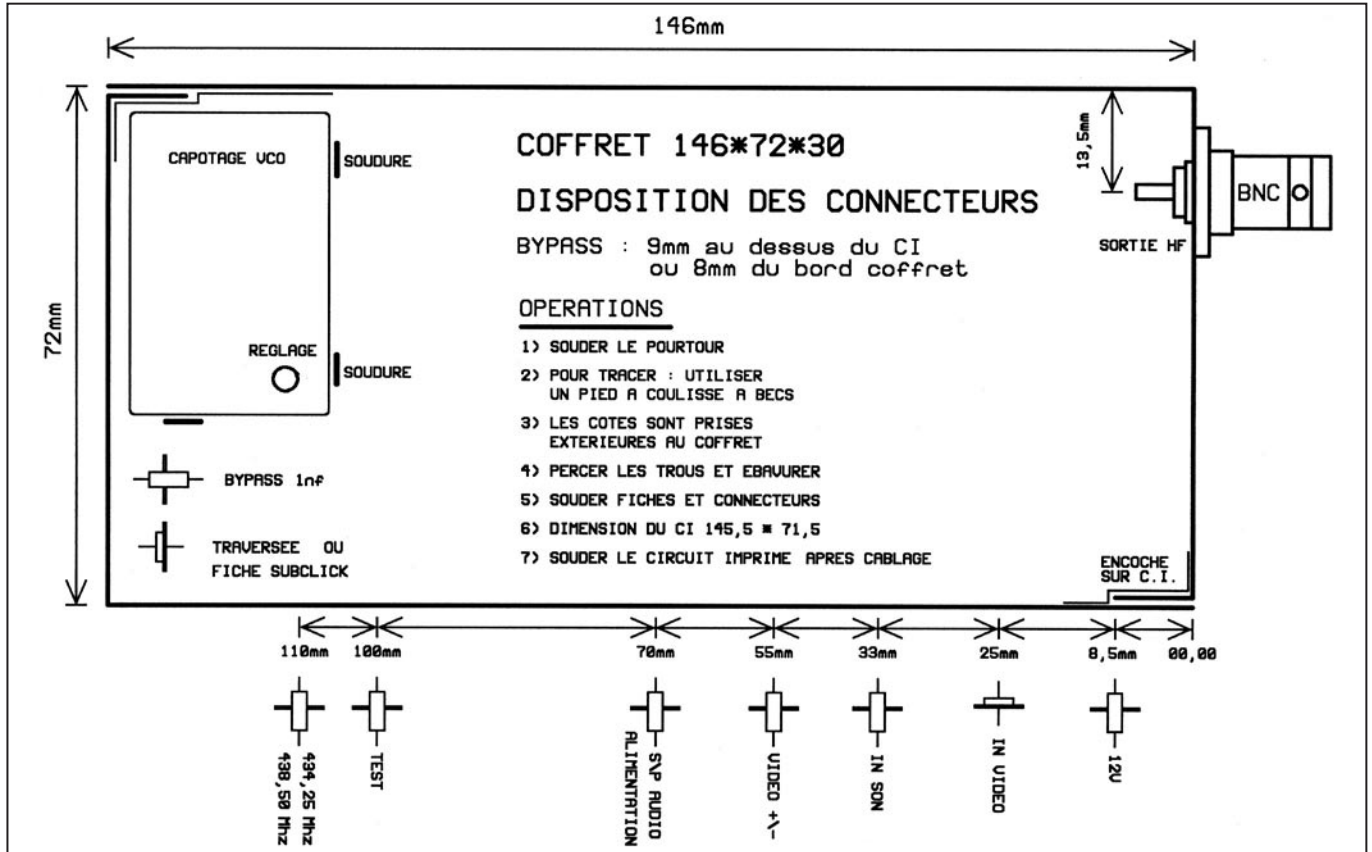 146mm
72mm
13,5mm
CAPOTAGE VCO
SOUDURE
COFFRET 146*72*30
DISPOSITION DES CONNECTEURS
BNC
SORTIE HF
BYPASS : 9mm au dessus du CI
ou 8mm du bord coffret
OPERATIONS
REGLAGE
SOUDURE
1) SOUDER LE POURTOUR
2) POUR TRACER : UTILISER
UN PIED A COULISSE A BECS
3) LES COTES SONT PRISES
EXTERIEURES AU COFFRET
4) PERCER LES TROUS ET EBAVURER
5) SOUDER FICHES ET CONNECTEURS
6) DIMENSION DU CI 145,5 * 71,5
7) SOUDER LE CIRCUIT IMPRIME APRES CABLAGE
BYPASS 1nf
TRAVERSEE OU
FICHE SUBCLICK
ENCOCHE
SUR C.I.
110mm 100mm 70mm 55mm 33mm 25mm 8,5mm 00,00
434,25 Mhz
438,50 Mhz
TEST
S\P AUDIO
ALIMENTATION
VIDEO +\-
IN SON
IN VIDEO
12V